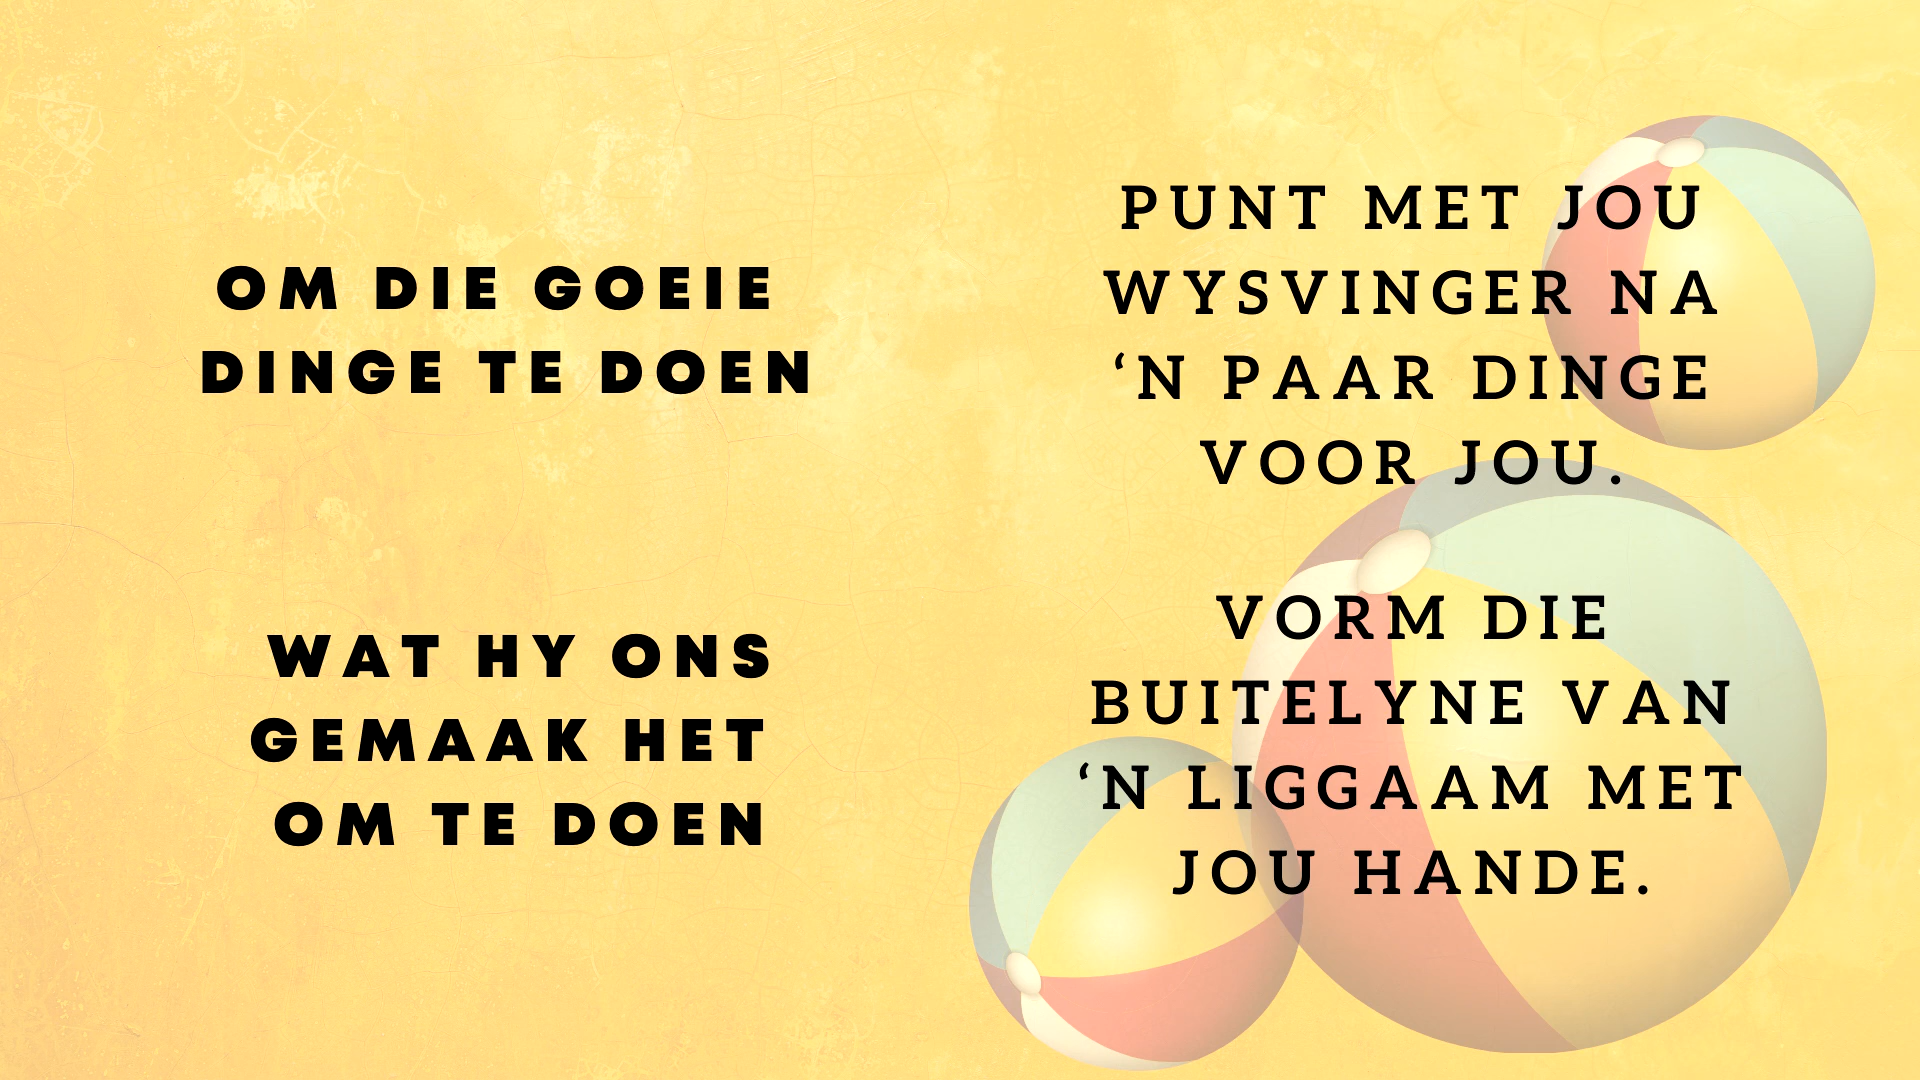 OM DIE GOEIE
DINGE TE DOEN
PUNT MET JOU
WYSVINGER NA
‘N PAAR DINGE
VOOR JOU.
WAT HY ONS
GEMAAK HET
OM TE DOEN
VORM DIE
BUITELYNE VAN
‘N LIGGAAM MET
JOU HANDE.